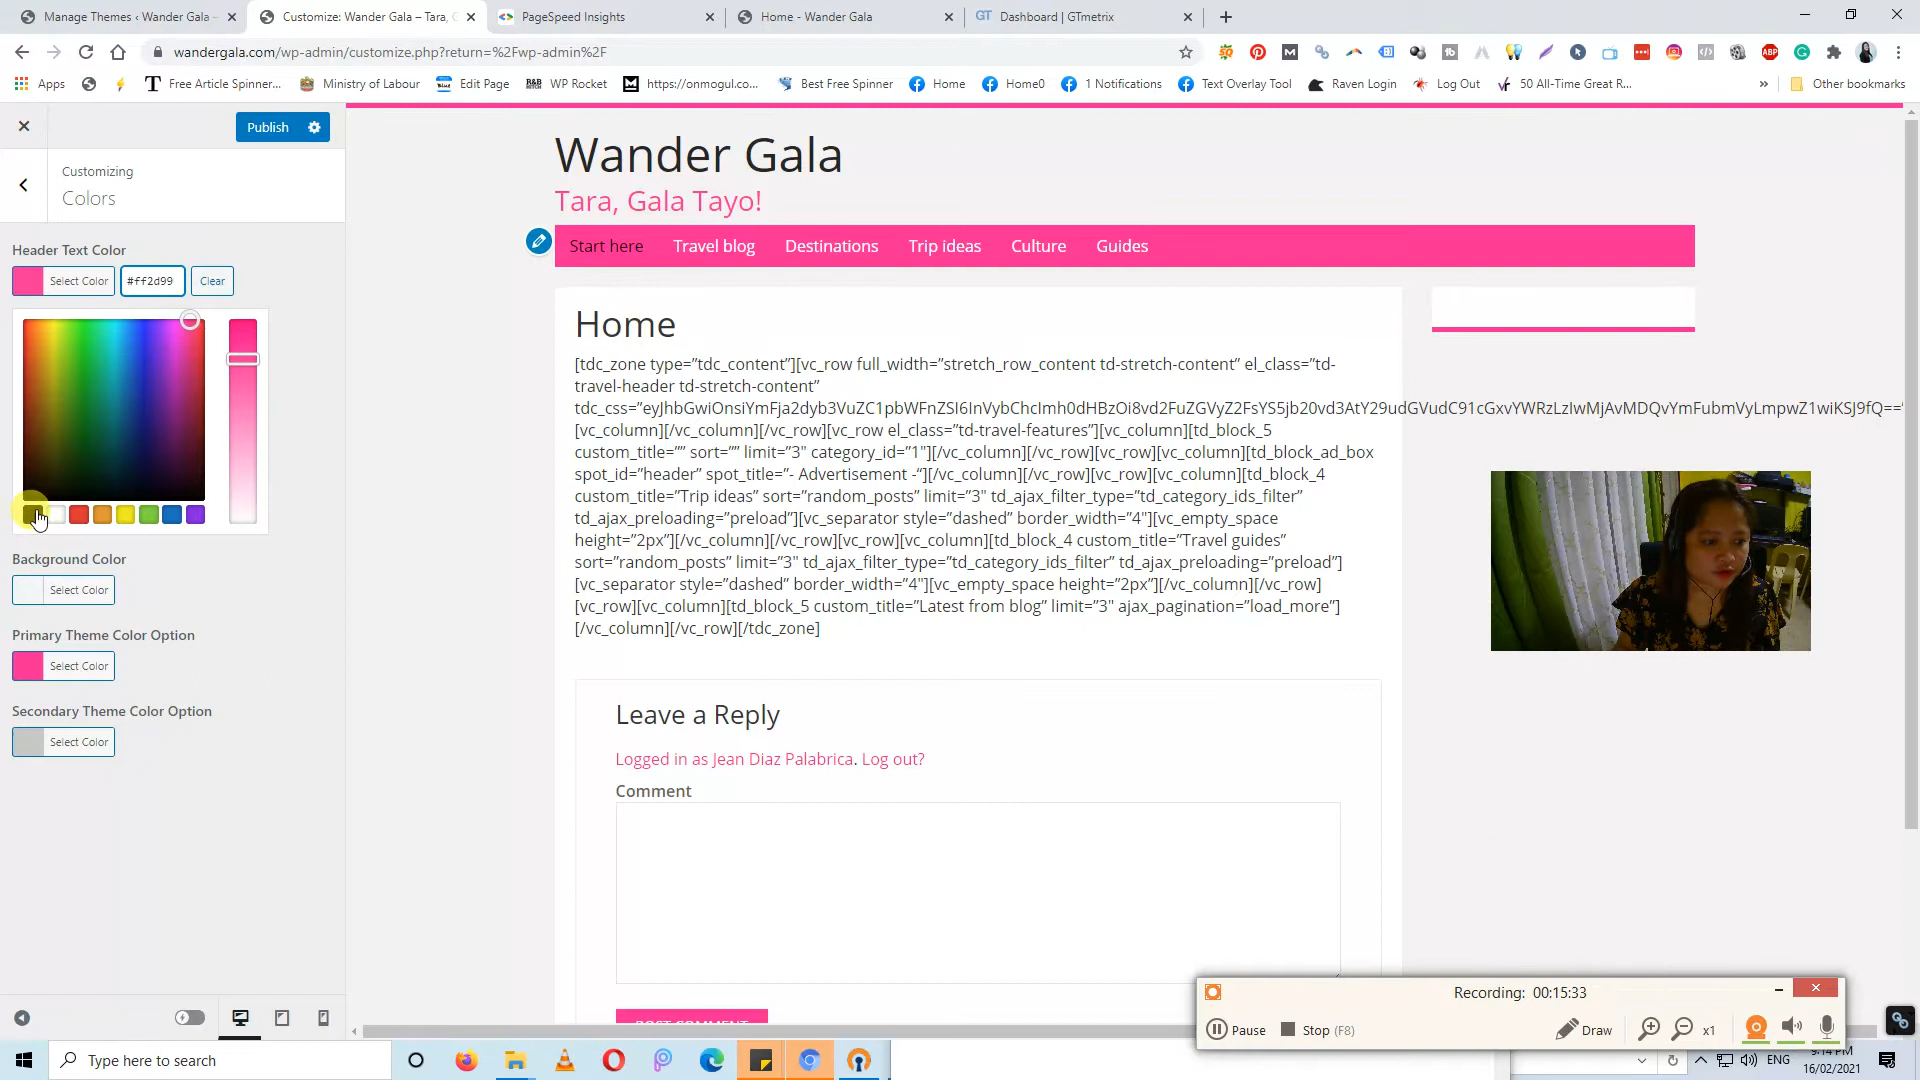 Manage Themes ‹ Wander Gala -
Customize: Wander Gala – Tara, G
PageSpeed Insights
Home - Wander Gala
GT Dashboard | GTmetrix
wandergala.com/wp-admin/customize.php?return=%2Fwp-admin%2F
Apps
Free Article Spinner...
Ministry of Labour
Edit Page
WP Rocket
https://onmogul.co...
Best Free Spinner
Home
Home0
1 Notifications
Text Overlay Tool
Raven Login
Log Out
50 All-Time Great R...
»
Other bookmarks
Publish
Customizing
Colors
Header Text Color
Select Color
#ff2d99
Clear
Background Color
Select Color
Primary Theme Color Option
Select Color
Secondary Theme Color Option
Select Color
Wander Gala
Tara, Gala Tayo!
Start here Travel blog Destinations Trip ideas Culture Guides
Home
[tdc_zone type=”tdc_content”][vc_row full_width=”stretch_row_content td-stretch-content” el_class=”td-
travel-header td-stretch-content”
[vc_column][/vc_column][/vc_row][vc_row el_class=”td-travel-features”][vc_column][td_block_5
custom_title=”” sort=”” limit=”3″ category_id=”1″][/vc_column][/vc_row][vc_row][vc_column][td_block_ad_box
spot_id=”header” spot_title=”- Advertisement -“][/vc_column][/vc_row][vc_row][vc_column][td_block_4
custom_title=”Trip ideas” sort=”random_posts” limit=”3″ td_ajax_filter_type=”td_category_ids_filter”
td_ajax_preloading=”preload”][vc_separator style=”dashed” border_width=”4″][vc_empty_space
height=”2px”][/vc_column][/vc_row][vc_row][vc_column][td_block_4 custom_title=”Travel guides”
sort=”random_posts” limit=”3″ td_ajax_filter_type=”td_category_ids_filter” td_ajax_preloading=”preload”]
[vc_separator style=”dashed” border_width=”4″][vc_empty_space height=”2px”][/vc_column][/vc_row]
[vc_row][vc_column][td_block_5 custom_title=”Latest from blog” limit=”3″ ajax_pagination=”load_more”]
[/vc_column][/vc_row][/tdc_zone]
Leave a Reply
Logged in as Jean Diaz Palabrica. Log out?
Comment
POST COMMENT
Recording: 00:15:33
Pause
Stop (F8)
Draw
x1
Type here to search
ENG
9:14 PM
16/02/2021